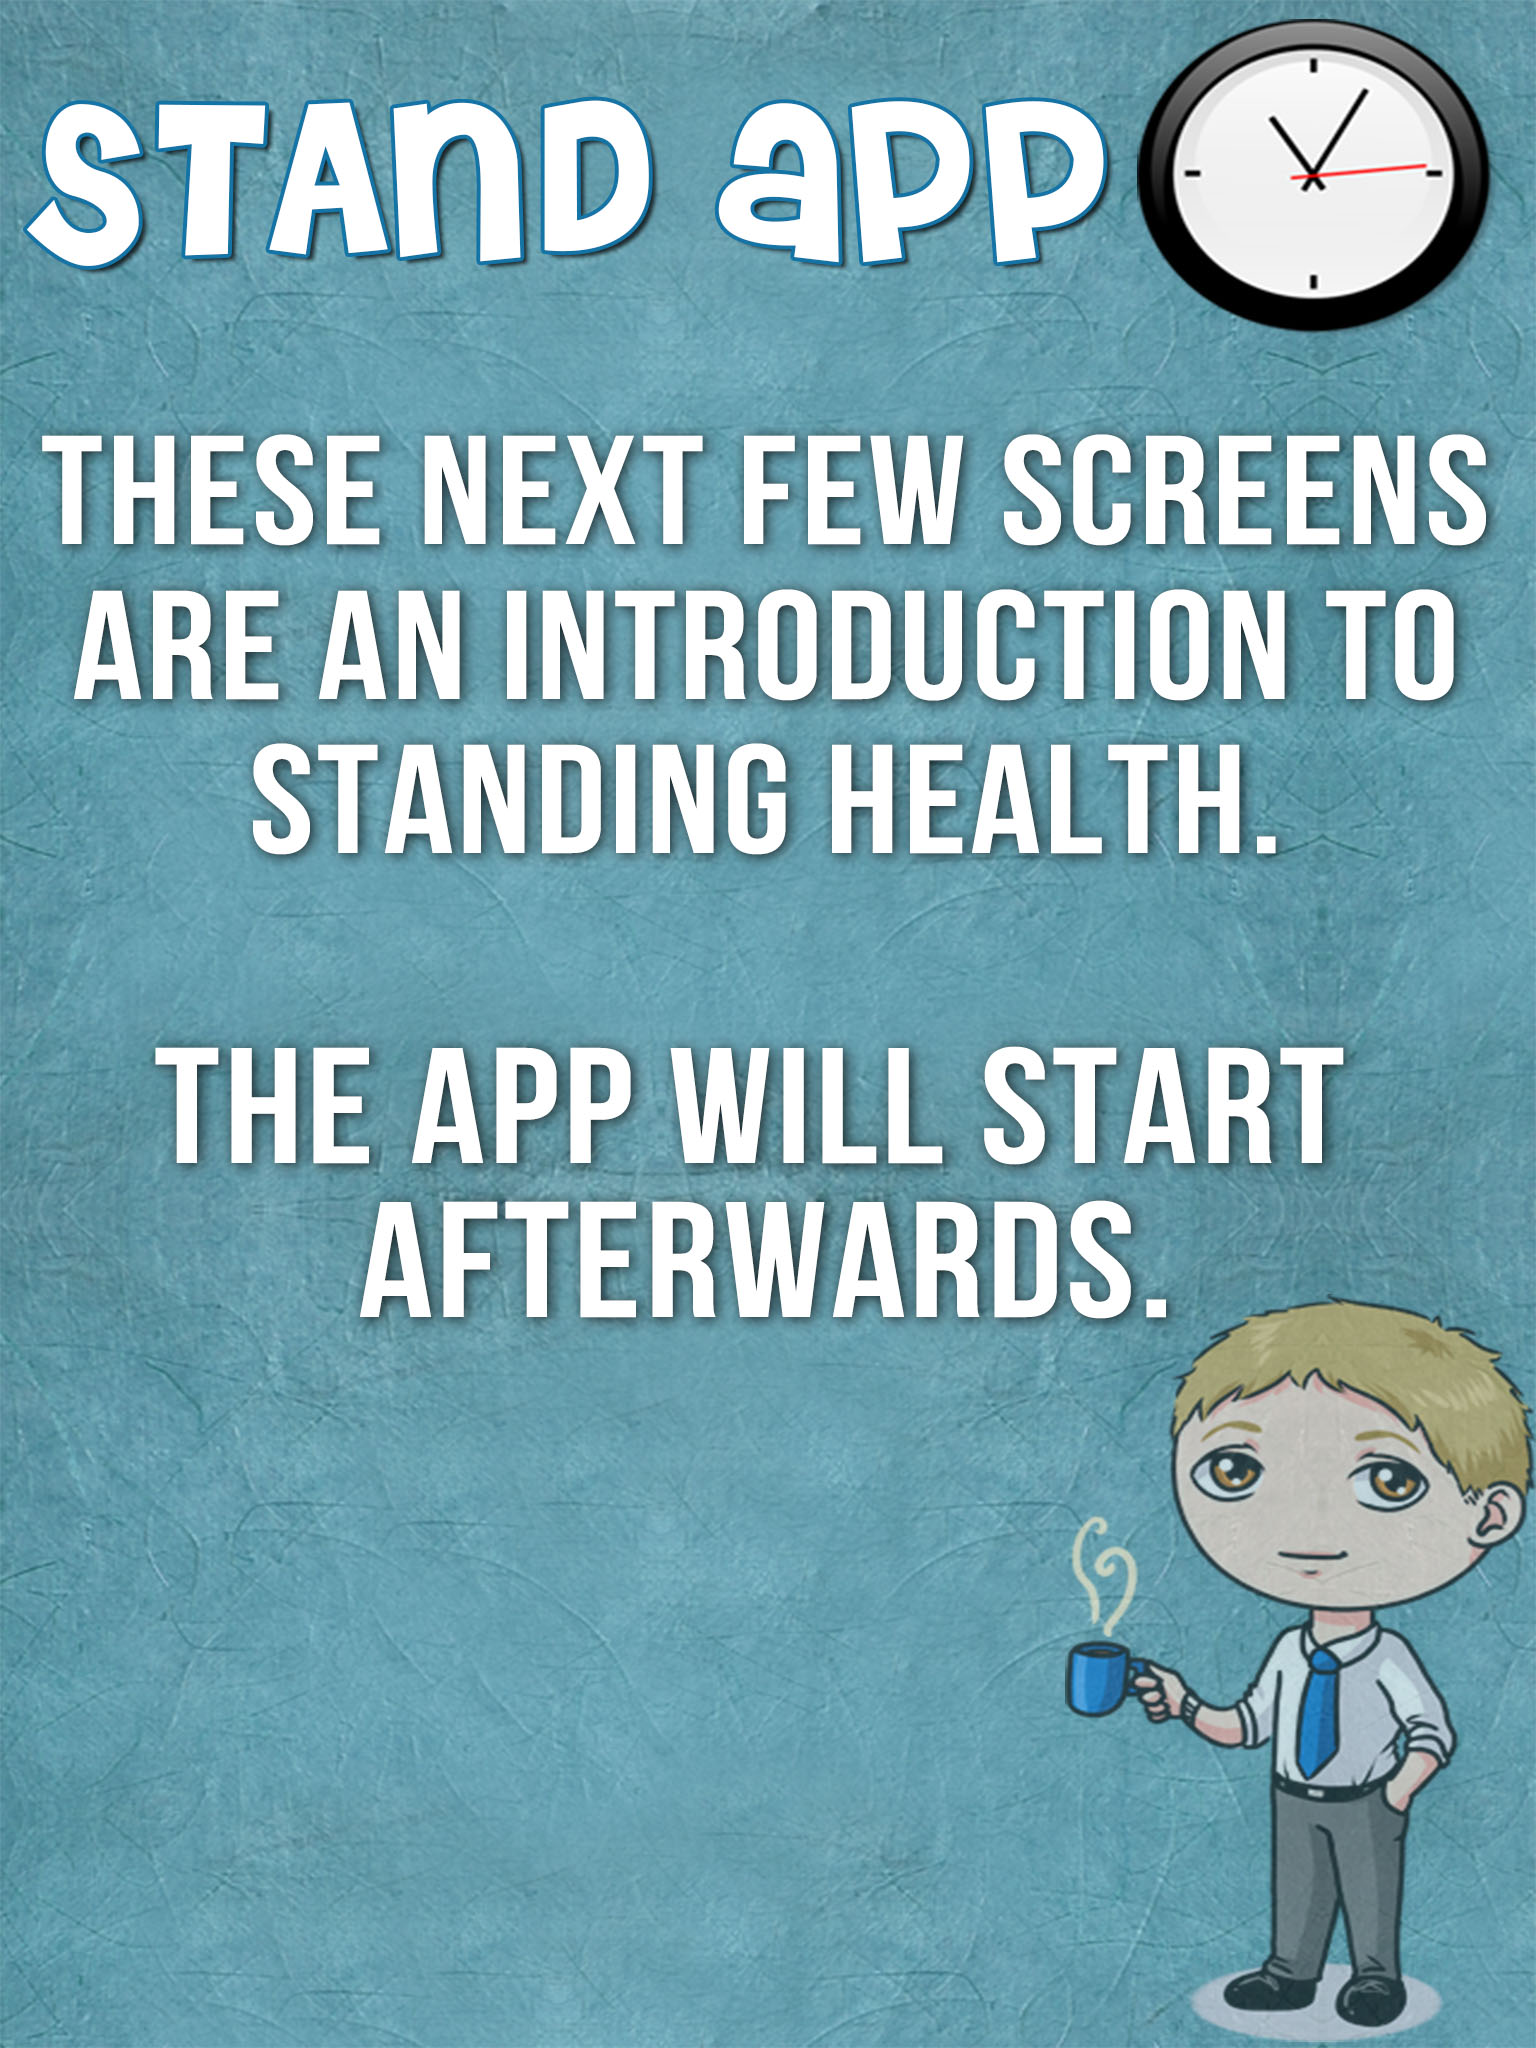 STAND APP
THESE NEXT FEW SCREENS
ARE AN INTRODUCTION TO
STANDING HEALTH.
THE APP WILL START
AFTERWARDS.